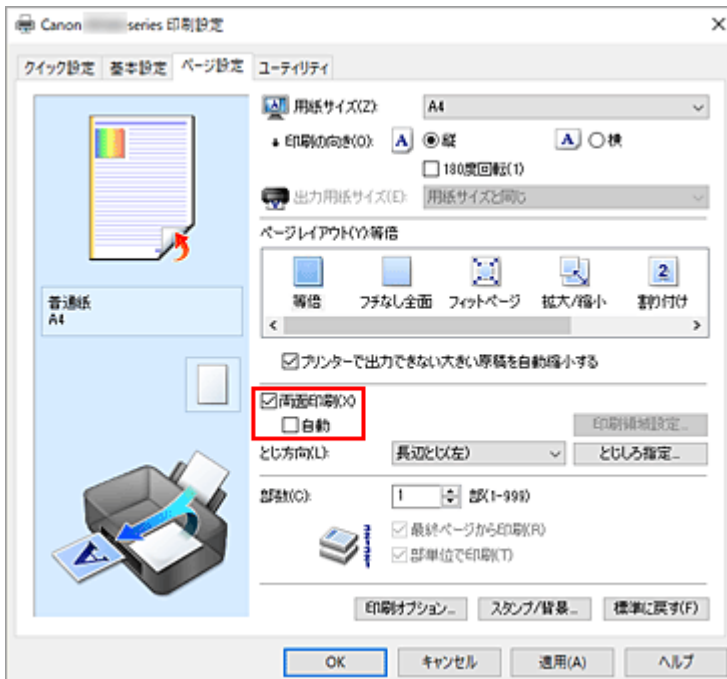 Canon series 印刷設定
クイック設定 基本設定 ページ設定 ユーティリティ
用紙サイズ(Z): A4
印刷の向き(O): A 縦 A 横
180度回転(1)
出力用紙サイズ(E): 用紙サイズと同じ
ページレイアウト(Y):等倍
等倍 フチなし全面 フィットページ 拡大/縮小 2 割り付け
普通紙
A4
プリンターで出力できない大きい原稿を自動縮小する
両面印刷(X)
自動
印刷領域設定...
とじ方向(L): 長辺とじ(左) とじしろ指定...
部数(C): 1 部(1-999)
最終ページから印刷(R)
部単位で印刷(T)
印刷オプション... スタンプ/背景... 標準に戻す(F)
OK キャンセル 適用(A) ヘルプ